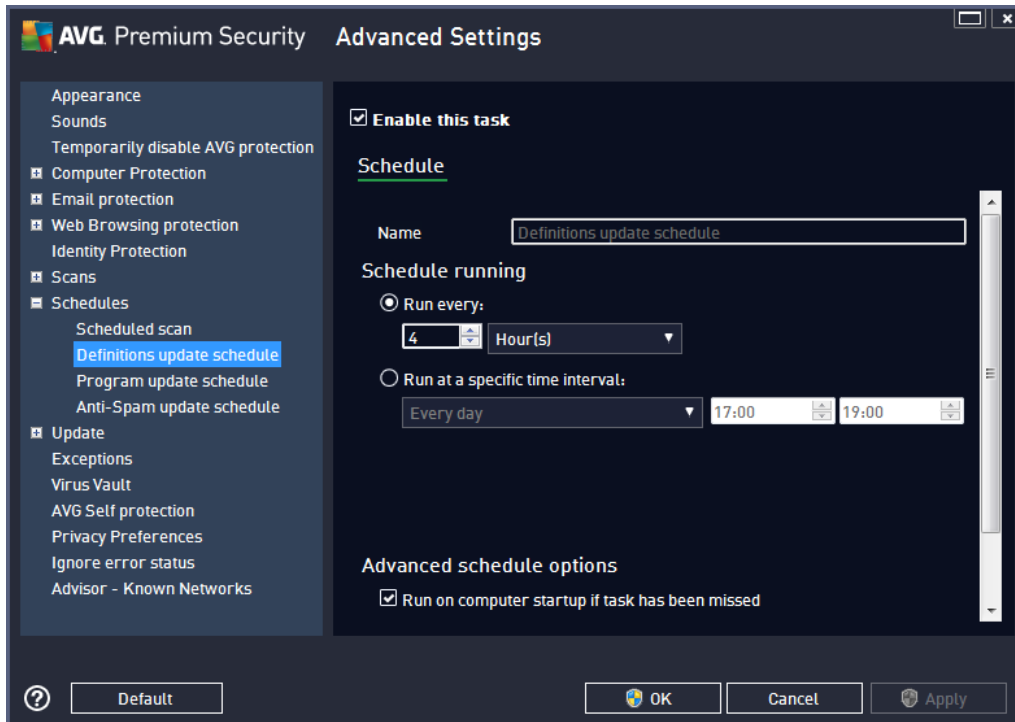 AVG. Premium Security Advanced Settings
Appearance
Sounds
Temporarily disable AVG protection
Computer Protection
Email protection
Web Browsing protection
Identity Protection
Scans
Schedules
Scheduled scan
Definitions update schedule
Program update schedule
Anti-Spam update schedule
Update
Exceptions
Virus Vault
AVG Self protection
Privacy Preferences
Ignore error status
Advisor - Known Networks
Enable this task
Schedule
Name Definitions update schedule
Schedule running
Run every:
4 Hour(s)
Run at a specific time interval:
Every day 17:00 19:00
Advanced schedule options
Run on computer startup if task has been missed
? Default OK Cancel Apply